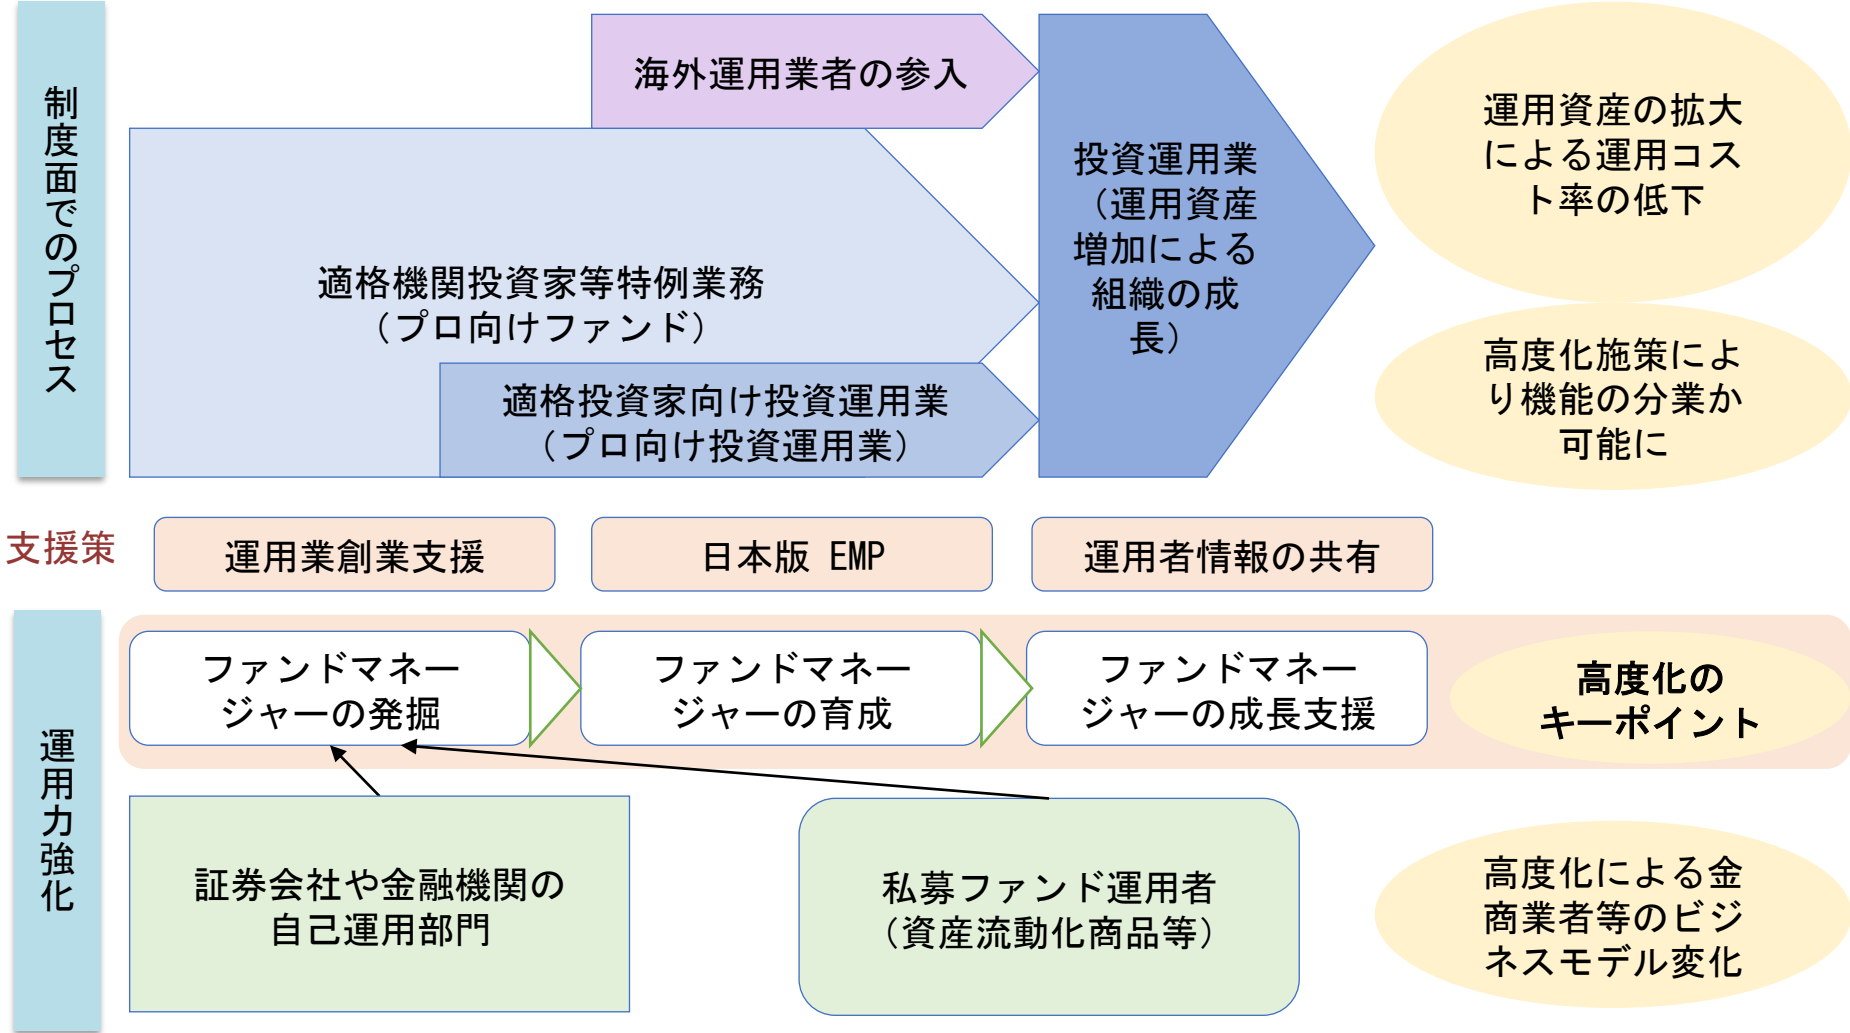 制度面でのプロセス
海外運用業者の参入
適格機関投資家等特例業務
（プロ向けファンド）
適格投資家向け投資運用業
（プロ向け投資運用業）
投資運用業
（運用資産
増加による
組織の成
長）
運用資産の拡大
による運用コス
ト率の低下
高度化施策によ
り機能の分業か
可能に
支援策
運用業創業支援
日本版 EMP
運用者情報の共有
運用力強化
ファンドマネー
ジャーの発掘
ファンドマネー
ジャーの育成
ファンドマネー
ジャーの成長支援
高度化の
キーポイント
証券会社や金融機関の
自己運用部門
私募ファンド運用者
（資産流動化商品等）
高度化による金
商業者等のビジ
ネスモデル変化